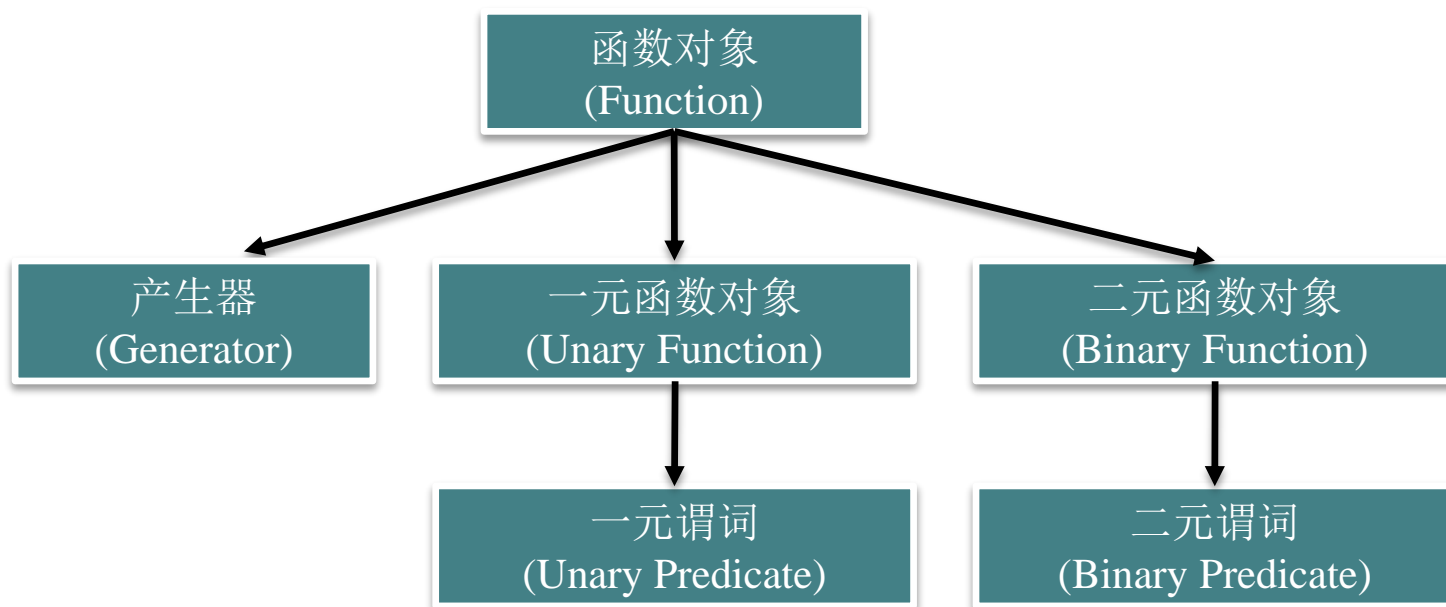 函数对象
(Function)
产生器
(Generator)
一元函数对象
(Unary Function)
二元函数对象
(Binary Function)
一元谓词
(Unary Predicate)
二元谓词
(Binary Predicate)